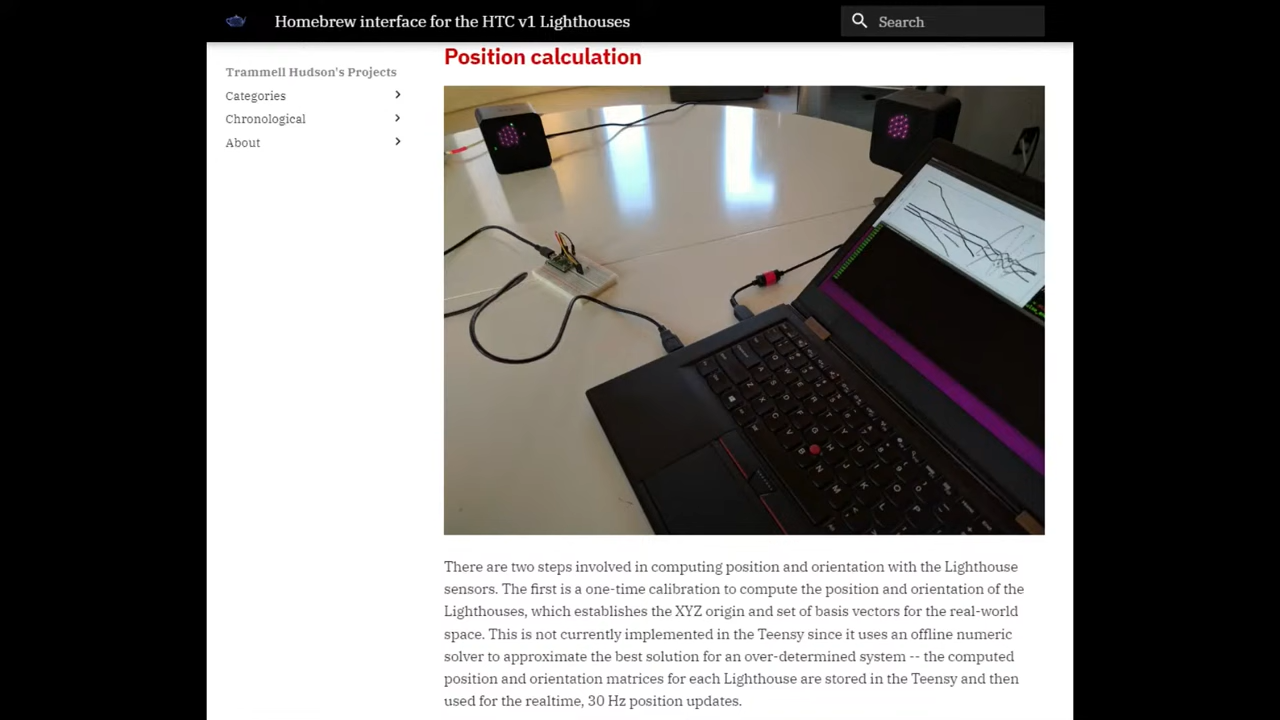 Homebrew interface for the HTC v1 Lighthouses
Search
Trammell Hudson's Projects
Categories
Chronological
About
Position calculation
There are two steps involved in computing position and orientation with the Lighthouse
sensors. The first is a one-time calibration to compute the position and orientation of the
Lighthouses, which establishes the XYZ origin and set of basis vectors for the real-world
space. This is not currently implemented in the Teensy since it uses an offline numeric
solver to approximate the best solution for an over-determined system -- the computed
position and orientation matrices for each Lighthouse are stored in the Teensy and then
used for the realtime, 30 Hz position updates.